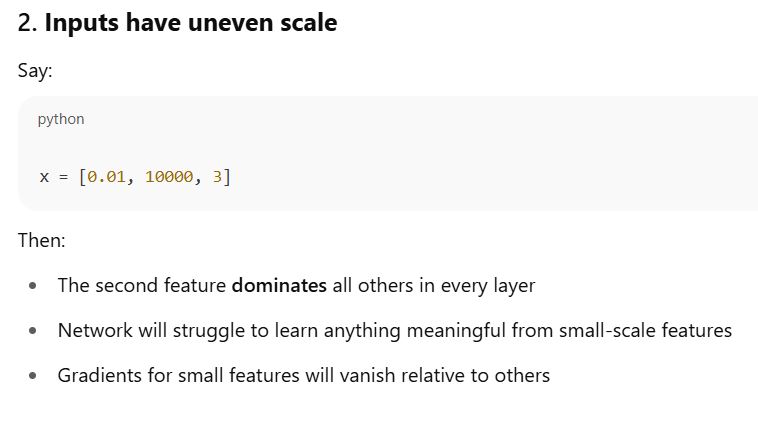 2. Inputs have uneven scale
Say:
python
x = [0.01, 10000, 3]
Then:
• The second feature dominates all others in every layer
• Network will struggle to learn anything meaningful from small-scale features
• Gradients for small features will vanish relative to others